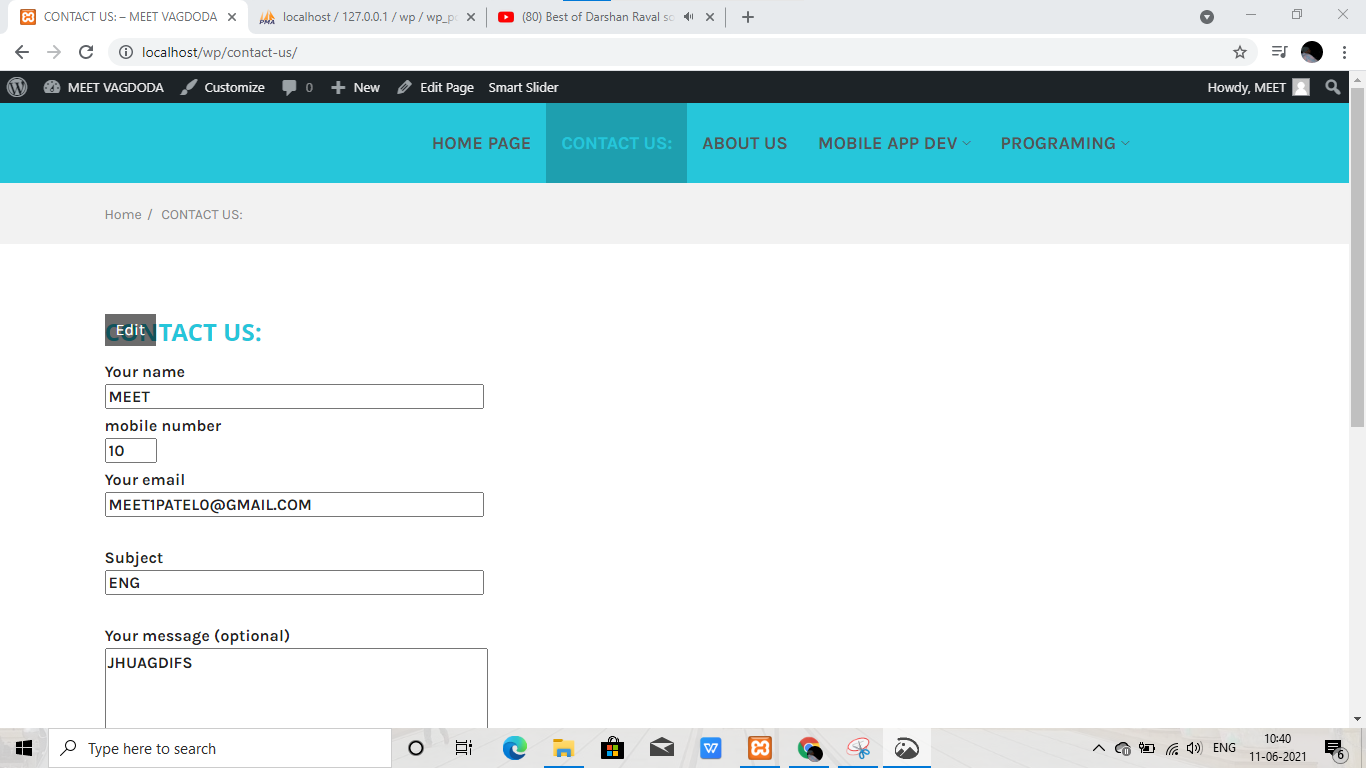 CONTACT US: – MEET VAGDODA
localhost / 127.0.0.1 / wp / wp_po
(80) Best of Darshan Raval so
localhost/wp/contact-us/
MEET VAGDODA Customize 0 New Edit Page Smart Slider Howdy, MEET
HOME PAGE CONTACT US: ABOUT US MOBILE APP DEV PROGRAMING
Home / CONTACT US:
Edit
CONTACT US:
Your name
MEET
mobile number
10
Your email
MEET1PATEL0@GMAIL.COM
Subject
ENG
Your message (optional)
JHUAGDIFS
Type here to search
ENG
10:40
11-06-2021
6